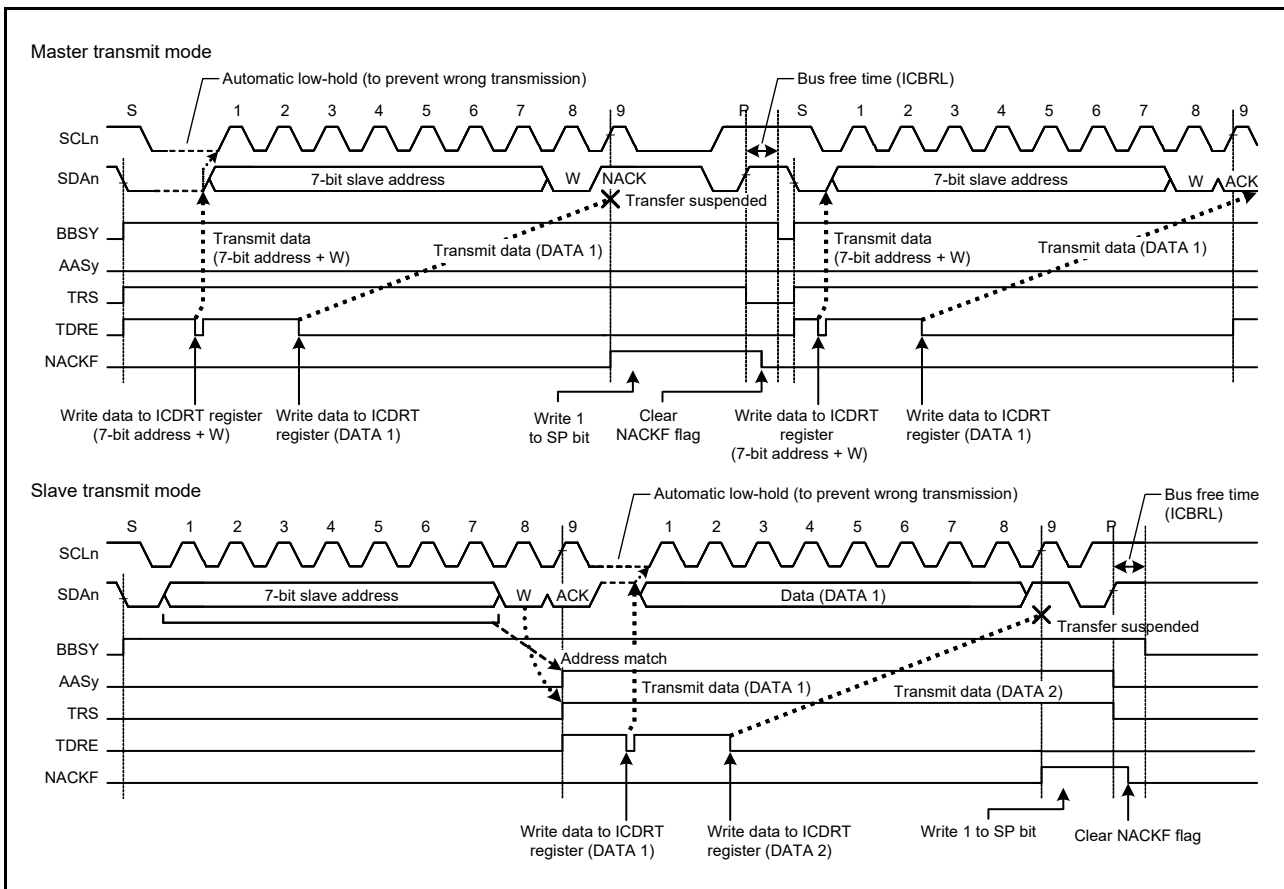 Master transmit mode
Automatic low-hold (to prevent wrong transmission)
Bus free time (ICBRL)
S 1 2 3 4 5 6 7 8 9 P S 1 2 3 4 5 6 7 8 9
SCLn
SDAn 7-bit slave address W NACK 7-bit slave address W ACK
Transfer suspended
BBSY
Transmit data
(7-bit address + W)
Transmit data (DATA 1)
Transmit data
(7-bit address + W)
Transmit data (DATA 1)
AASy
TRS
TDRE
NACKF
Write data to ICDRT register
(7-bit address + W)
Write data to ICDRT
register (DATA 1)
Write 1
to SP bit
Clear
NACKF flag
Write data to ICDRT
register
(7-bit address + W)
Write data to ICDRT
register (DATA 1)
Slave transmit mode
Automatic low-hold (to prevent wrong transmission)
Bus free time
(ICBRL)
S 1 2 3 4 5 6 7 8 9 1 2 3 4 5 6 7 8 9 P
SCLn
SDAn 7-bit slave address W ACK Data (DATA 1)
Transfer suspended
BBSY
Address match
AASy
Transmit data (DATA 1)
Transmit data (DATA 2)
TRS
TDRE
NACKF
Write data to ICDRT
register (DATA 1)
Write data to ICDRT
register (DATA 2)
Write 1 to SP bit
Clear NACKF flag